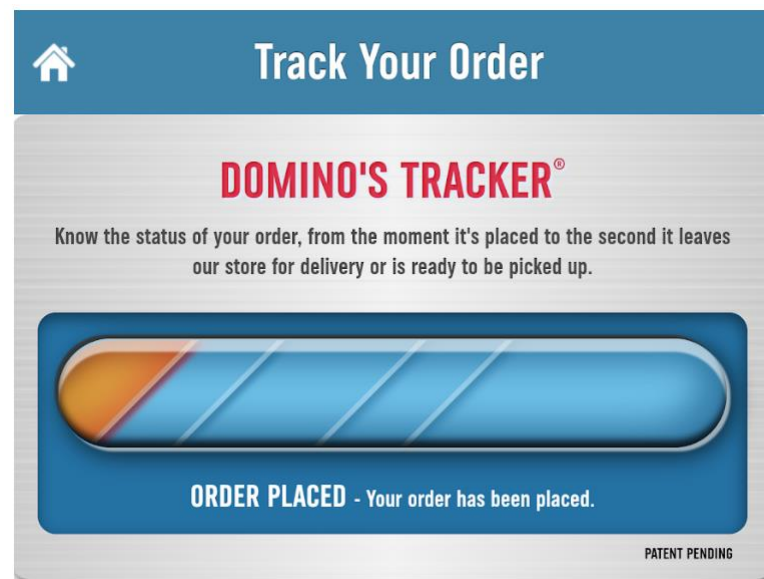 Track Your Order
DOMINO'S TRACKER®
Know the status of your order, from the moment it's placed to the second it leaves
our store for delivery or is ready to be picked up.
ORDER PLACED - Your order has been placed.
PATENT PENDING